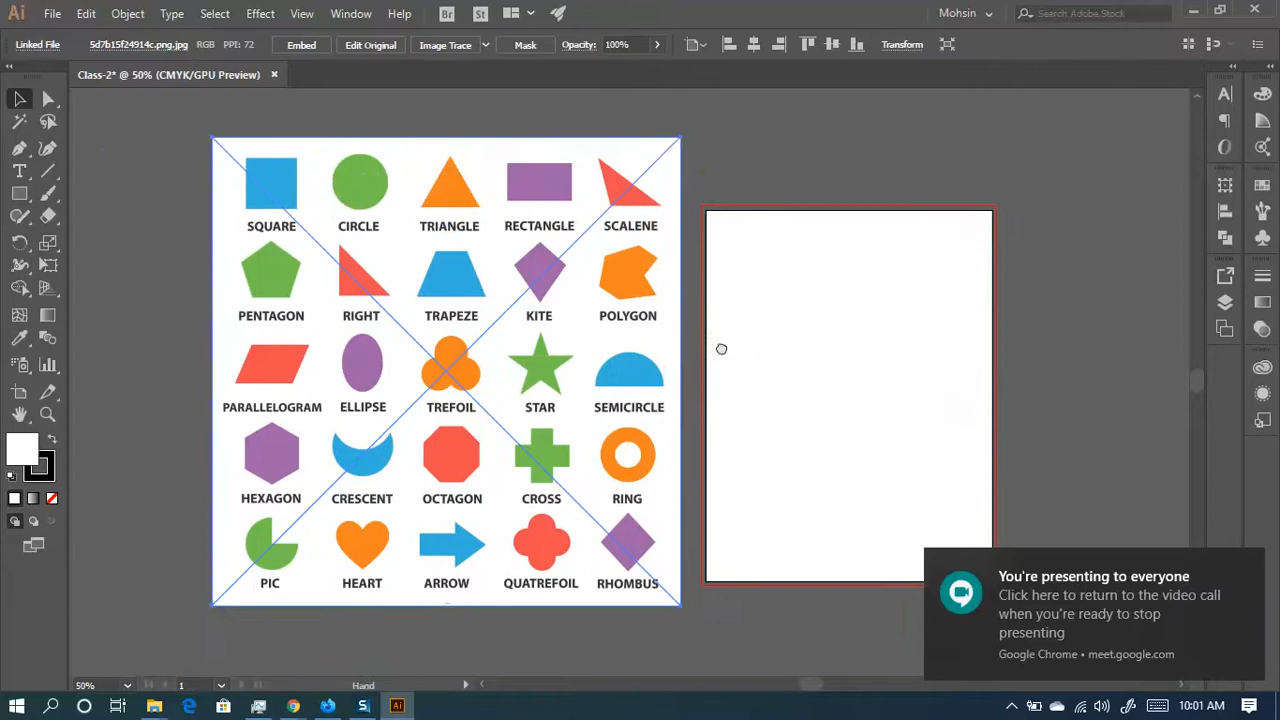 Ai File Edit Object Type Select Effect View Window Help Br St Mohsin Search Adobe Stock
Linked File 5d7b15f24914c.png.jpg RGB PPI: 72 Embed Edit Original Image Trace Mask Opacity: 100% Transform
Class-2* @ 50% (CMYK/GPU Preview)
SQUARE CIRCLE TRIANGLE RECTANGLE SCALENE
PENTAGON RIGHT TRAPEZE KITE POLYGON
PARALLELOGRAM ELLIPSE TREFOIL STAR SEMICIRCLE
HEXAGON CRESCENT OCTAGON CROSS RING
PIC HEART ARROW QUATREFOIL RHOMBUS
You're presenting to everyone
Click here to return to the video call
when you're ready to stop
presenting
Google Chrome • meet.google.com
50% 1 Hand
S Ai 10:01 AM